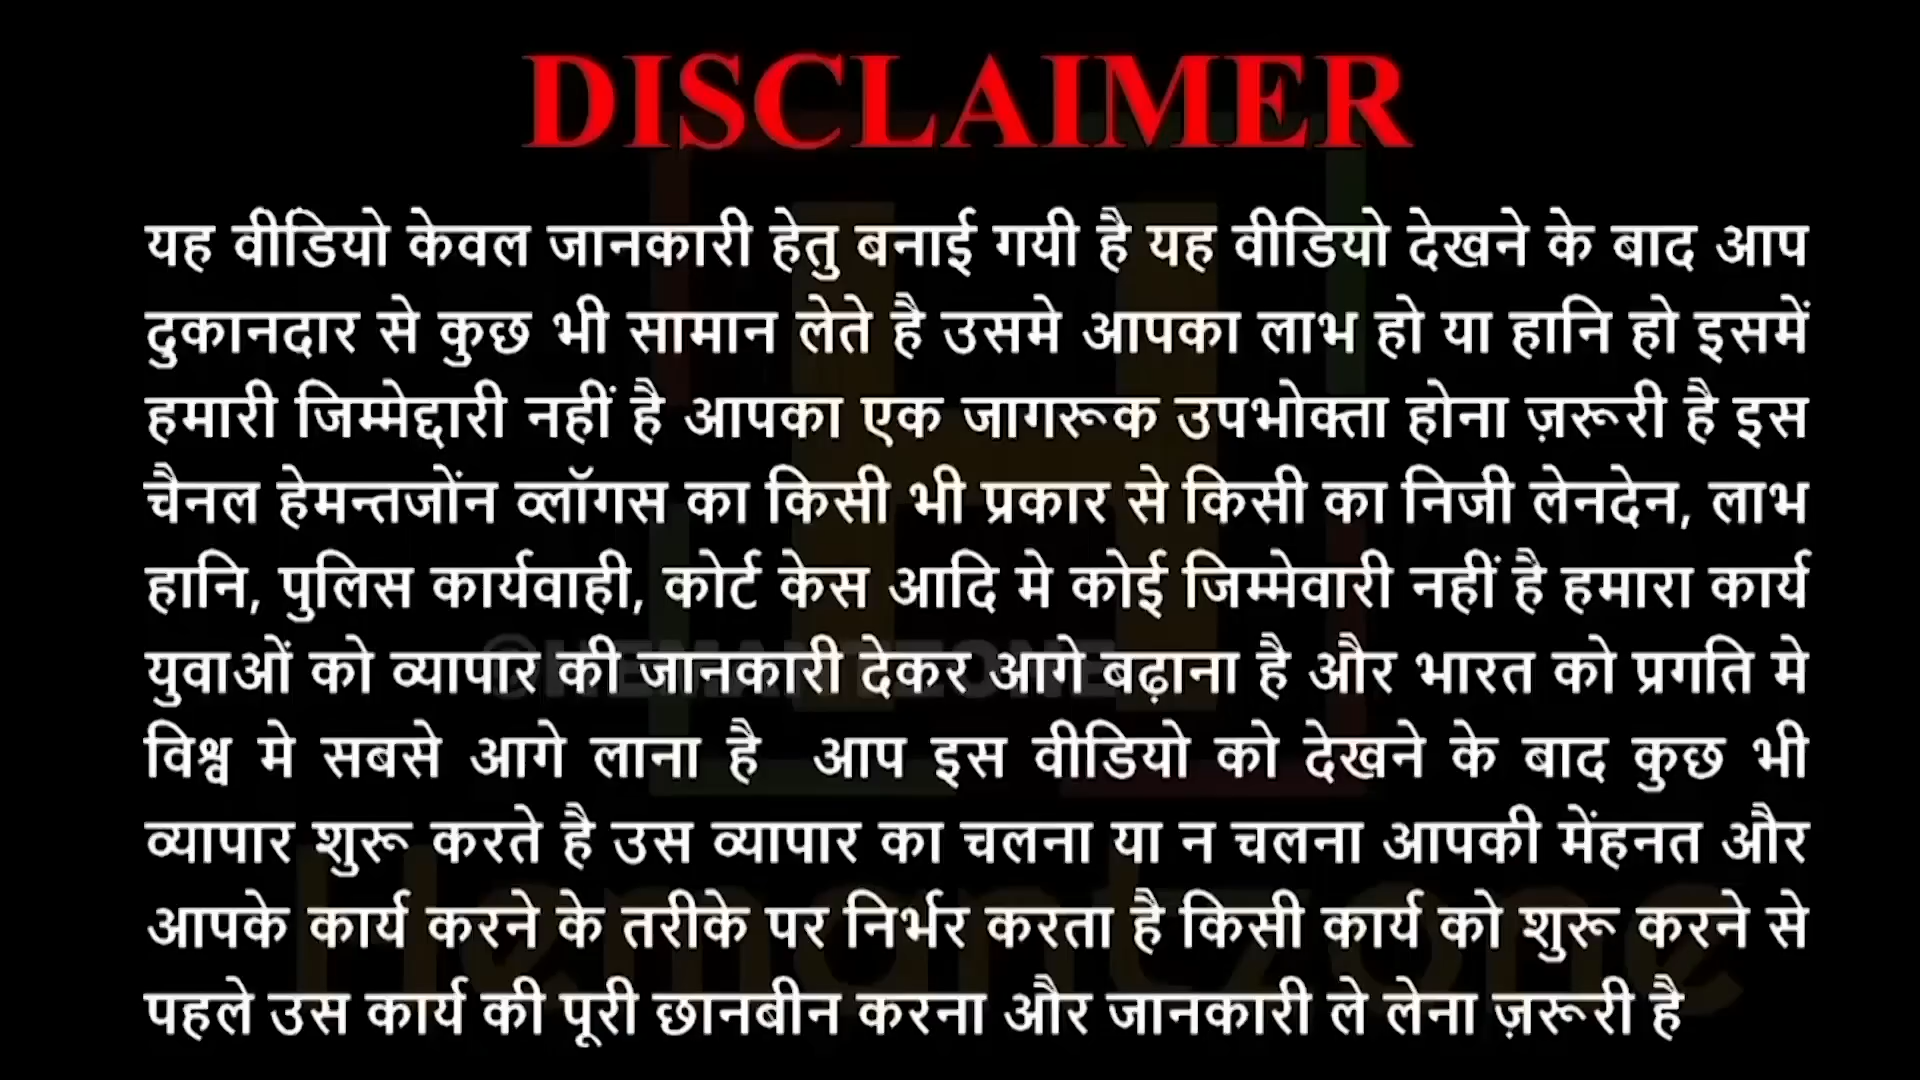 DISCLAIMER
यह वीडियो केवल जानकारी हेतु बनाई गयी है यह वीडियो देखने के बाद आप
दुकानदार से कुछ भी सामान लेते है उसमे आपका लाभ हो या हानि हो इसमें
हमारी जिम्मेद्दारी नहीं है आपका एक जागरूक उपभोक्ता होना ज़रूरी है इस
चैनल हेमन्तजोंन व्लॉगस का किसी भी प्रकार से किसी का निजी लेनदेन, लाभ
हानि, पुलिस कार्यवाही, कोर्ट केस आदि मे कोई जिम्मेवारी नहीं है हमारा कार्य
युवाओं को व्यापार की जानकारी देकर आगे बढ़ाना है और भारत को प्रगति मे
@HEMANTZONE
विश्व मे सबसे आगे लाना है आप इस वीडियो को देखने के बाद कुछ भी
व्यापार शुरू करते है उस व्यापार का चलना या न चलना आपकी मेंहनत और
आपके कार्य करने के तरीके पर निर्भर करता है किसी कार्य को शुरू करने से
Hemantzone
पहले उस कार्य की पूरी छानबीन करना और जानकारी ले लेना ज़रूरी है